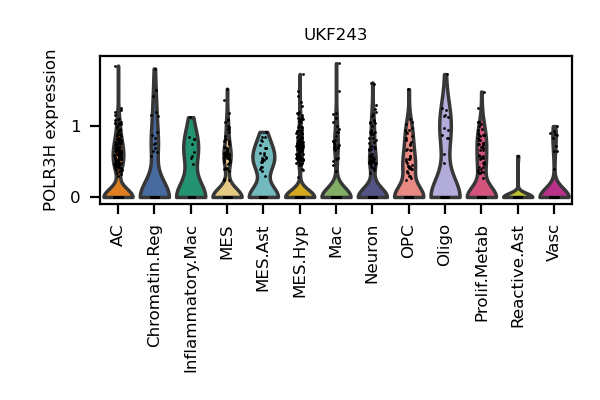 UKF243
POLR3H expression
1
0
AC
Chromatin.Reg
Inflammatory.Mac
MES
MES.Ast
MES.Hyp
Mac
Neuron
OPC
Oligo
Prolif.Metab
Reactive.Ast
Vasc